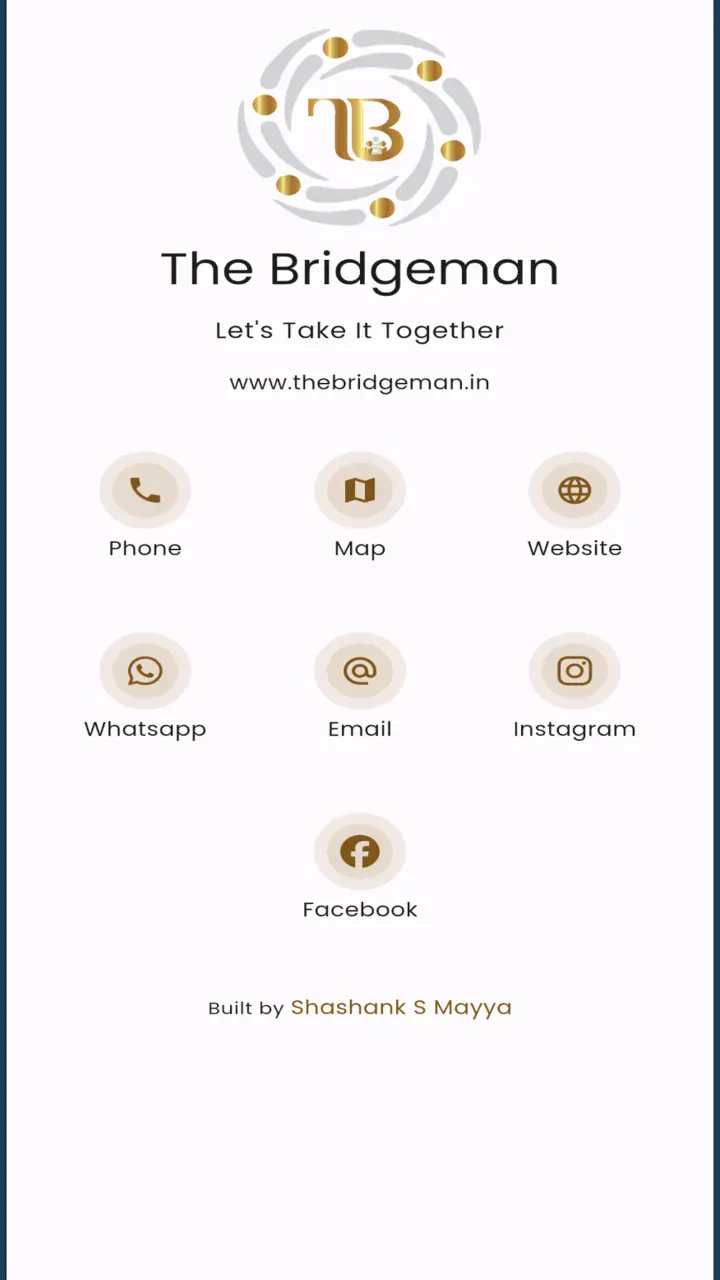 TB
The Bridgeman
Let's Take It Together
www.thebridgeman.in
Phone Map Website
Whatsapp Email Instagram
Facebook
Built by Shashank S Mayya